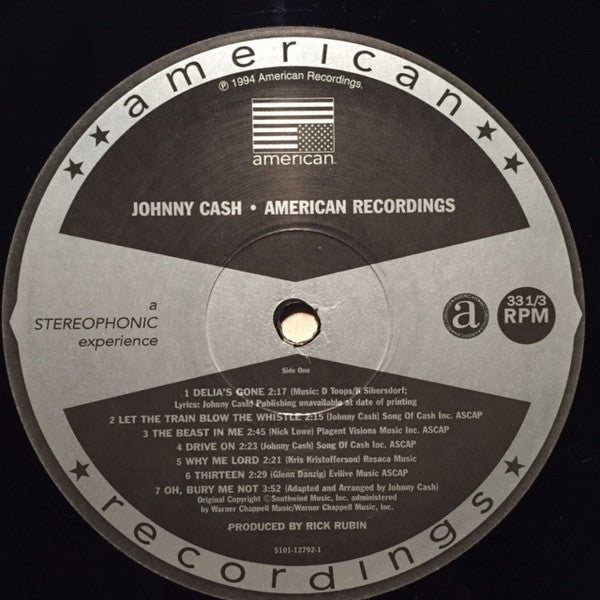 american
℗ 1994 American Recordings.
american™
JOHNNY CASH • AMERICAN RECORDINGS
a
STEREOPHONIC
experience
a
33 1/3
RPM
Side One
1 DELIA'S GONE 2:17 (Music: D Toops/K Silbersdorf;
Lyrics: Johnny Cash) Publishing unavailable at date of printing
2 LET THE TRAIN BLOW THE WHISTLE 2:15 (Johnny Cash) Song Of Cash Inc. ASCAP
3 THE BEAST IN ME 2:45 (Nick Lowe) Plagent Visions Music Inc. ASCAP
4 DRIVE ON 2:23 (Johnny Cash) Song Of Cash Inc. ASCAP
5 WHY ME LORD 2:21 (Kris Kristofferson) Resaca Music
6 THIRTEEN 2:29 (Glenn Danzig) Evilive Music ASCAP
7 OH, BURY ME NOT 3:52 (Adapted and Arranged by Johnny Cash)
Original Copyright ©Southwind Music, Inc. administered
by Warner Chappell Music/Warner Chappell Music, Inc.
PRODUCED BY RICK RUBIN
5101-12792-1
recordings